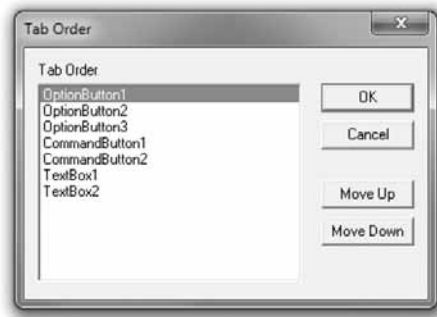 Tab Order
Tab Order
OptionButton1
OptionButton2
OptionButton3
CommandButton1
CommandButton2
TextBox1
TextBox2
OK
Cancel
Move Up
Move Down